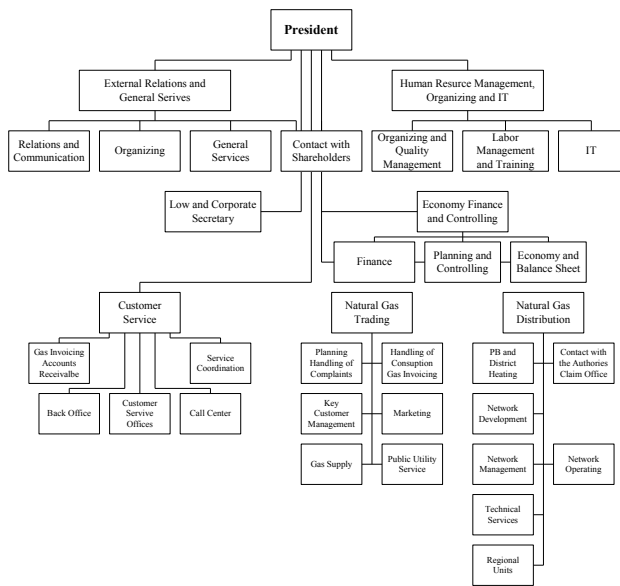 President
External Relations and
General Serives
Human Resurce Management,
Organizing and IT
Relations and
Communication
Organizing
General
Services
Contact with
Shareholders
Organizing and
Quality
Management
Labor
Management
and Training
IT
Low and Corporate
Secretary
Economy Finance
and Controlling
Finance
Planning and
Controlling
Economy and
Balance Sheet
Customer
Service
Natural Gas
Trading
Natural Gas
Distribution
Gas Invoicing
Accounts
Receivalbe
Service
Coordination
Planning
Handling of
Complaints
Handling of
Consuption
Gas Invoicing
PB and
District
Heating
Contact with
the Authories
Claim Office
Back Office
Customer
Servive
Offices
Call Center
Key
Customer
Management
Marketing
Network
Development
Gas Supply
Public Utility
Service
Network
Management
Network
Operating
Technical
Services
Regional
Units